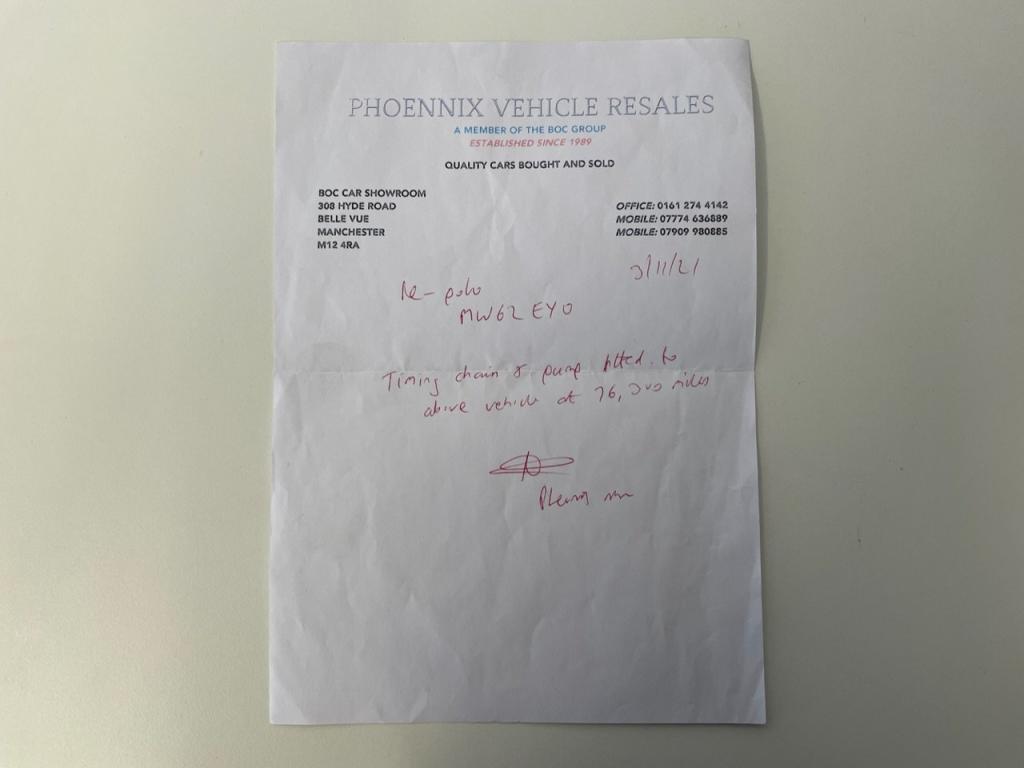 PHOENNIX VEHICLE RESALES
A MEMBER OF THE BOC GROUP
ESTABLISHED SINCE 1989
QUALITY CARS BOUGHT AND SOLD
BOC CAR SHOWROOM
308 HYDE ROAD
BELLE VUE
MANCHESTER
M12 4RA
OFFICE: 0161 274 4142
MOBILE: 07774 636889
MOBILE: 07909 980885
3/11/21
Re - polo
MW62 EYO
Timing chain & pump fitted to
above vehicle at 76,300 miles